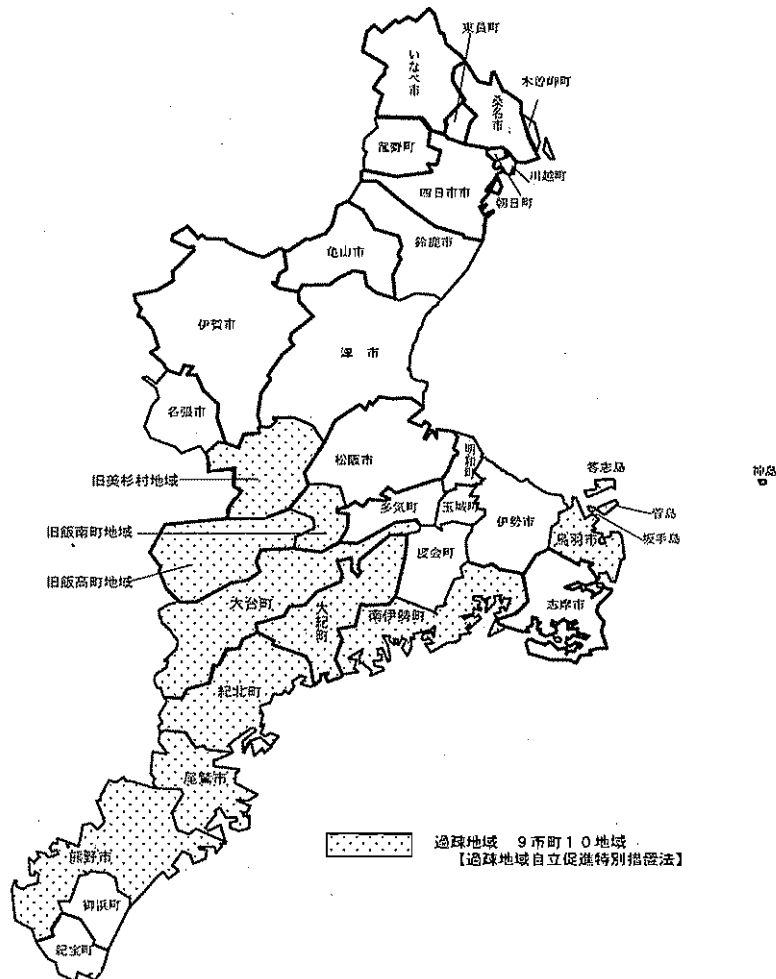 東員町
いなべ市
木曽岬町
桑名市
菰野町
川越町
四日市市
朝日町
鈴鹿市
亀山市
伊賀市
津市
名張市
松阪市
明和町
答志島
神島
旧美杉村地域
多気町
玉城町
菅島
伊勢市
旧飯南町地域
鳥羽市
坂手島
度会町
旧飯高町地域
大台町
大紀町
南伊勢町
志摩市
紀北町
尾鷲市
過疎地域 9市町10地域
【過疎地域自立促進特別措置法】
熊野市
御浜町
紀宝町